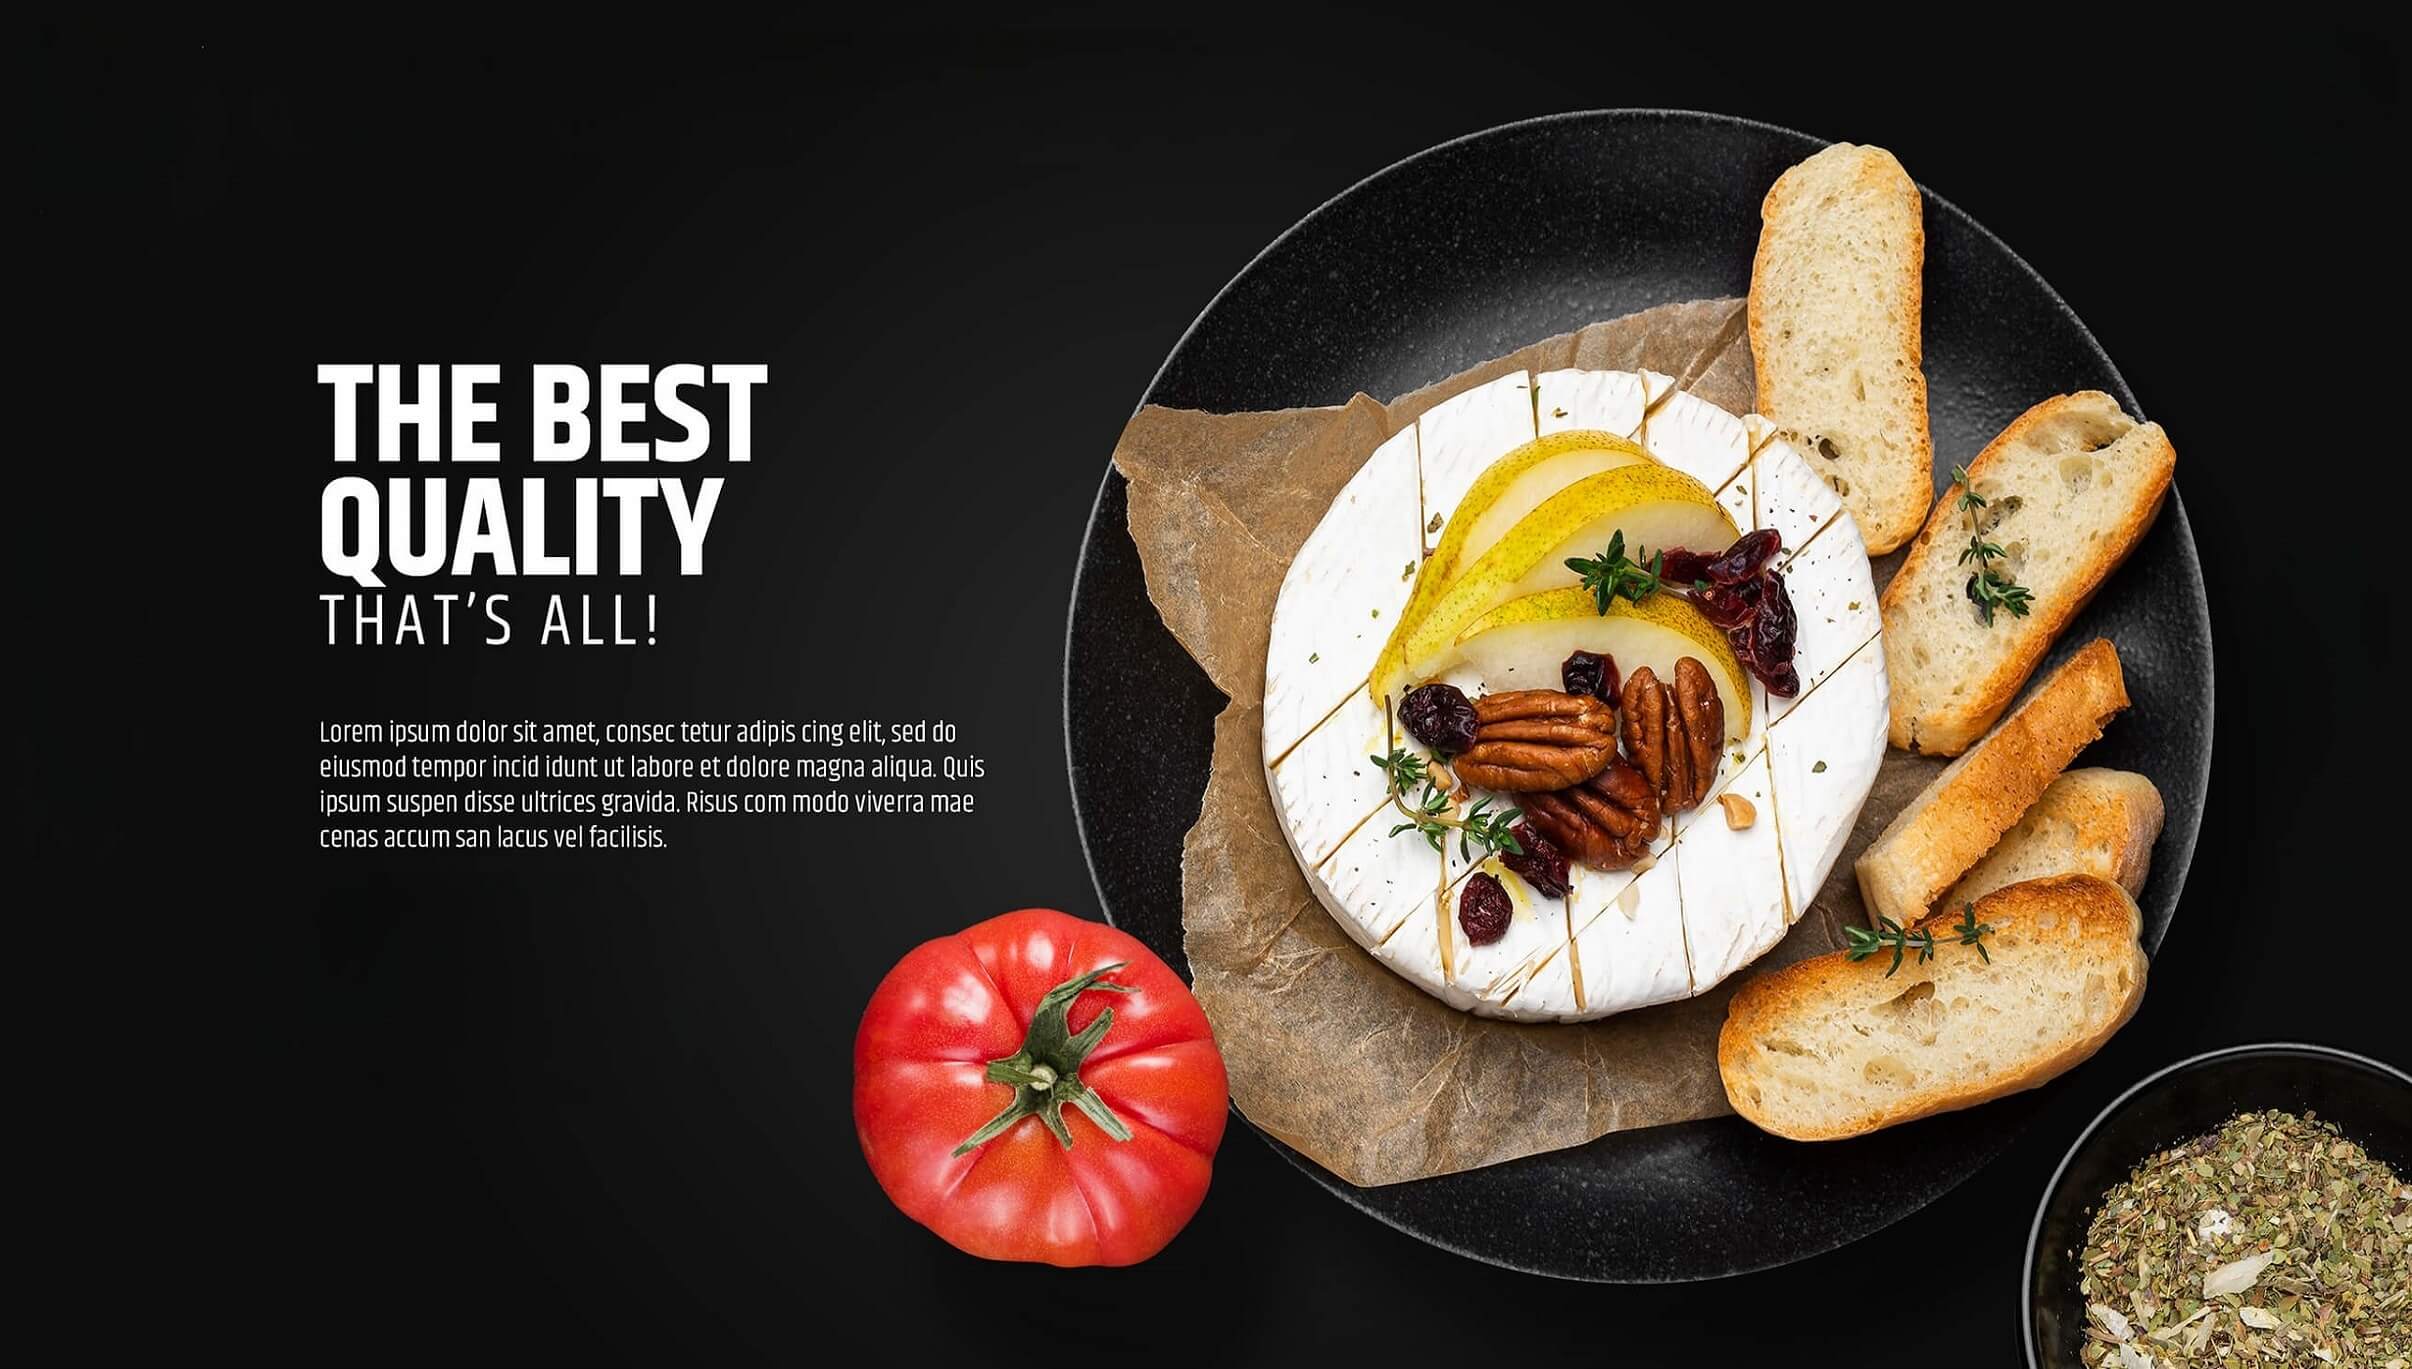 THE BEST
QUALITY
THAT’S ALL!
Lorem ipsum dolor sit amet, consec tetur adipis cing elit, sed do
eiusmod tempor incid idunt ut labore et dolore magna aliqua. Quis
ipsum suspen disse ultrices gravida. Risus com modo viverra mae
cenas accum san lacus vel facilisis.